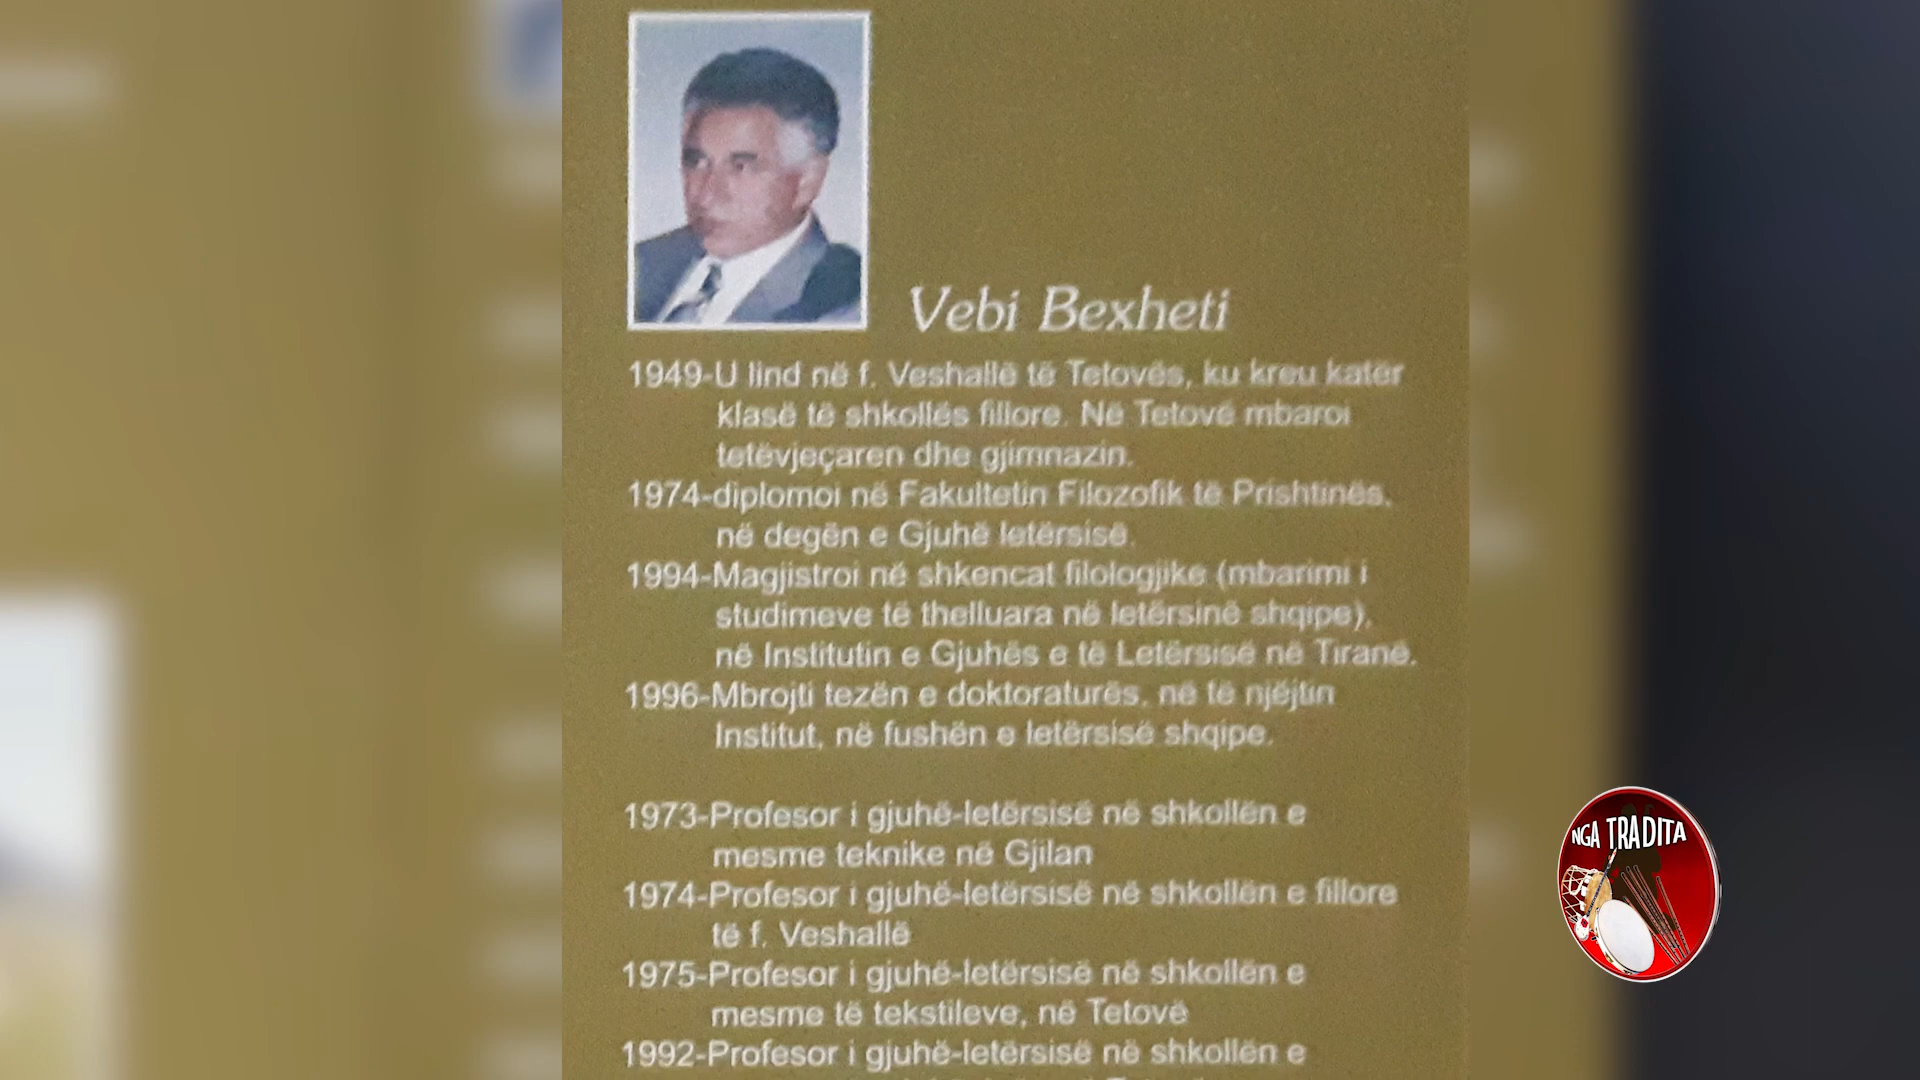 Vebi Bexheti
1949-U lind në f. Veshallë të Tetovës, ku kreu katër
klasë të shkollës fillore. Në Tetovë mbaroi
tetëvjeçaren dhe gjimnazin.
1974-diplomoi në Fakultetin Filozofik të Prishtinës,
në degën e Gjuhë letërsisë.
1994-Magjistroi në shkencat filologjike (mbarimi i
studimeve të thelluara në letërsinë shqipe),
në Institutin e Gjuhës e të Letërsisë në Tiranë.
1996-Mbrojti tezën e doktoraturës, në të njëjtin
Institut, në fushën e letërsisë shqipe.
1973-Profesor i gjuhë-letërsisë në shkollën e
mesme teknike në Gjilan
1974-Profesor i gjuhë-letërsisë në shkollën e fillore
të f. Veshallë
1975-Profesor i gjuhë-letërsisë në shkollën e
mesme të tekstileve, në Tetovë
1992-Profesor i gjuhë-letërsisë në shkollën e
NGA TRADITA